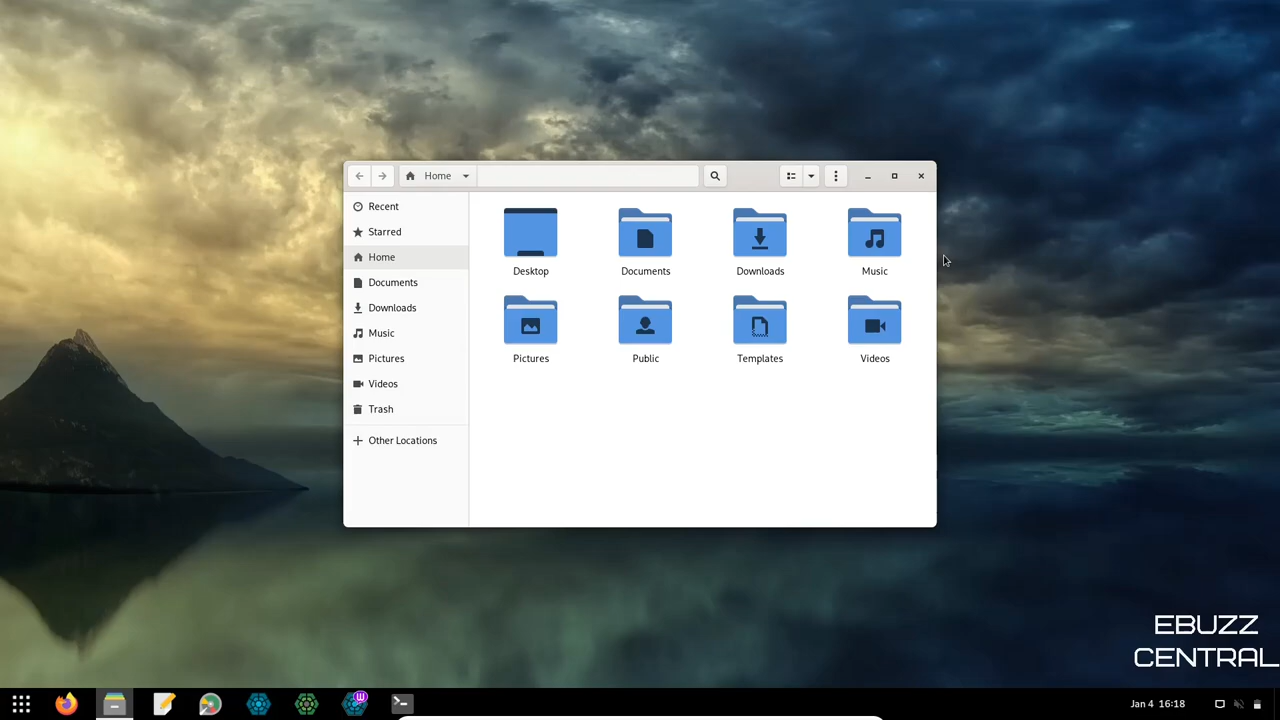 Home
Recent
Starred
Home
Documents
Downloads
Music
Pictures
Videos
Trash
Other Locations
Desktop
Documents
Downloads
Music
Pictures
Public
Templates
Videos
EBUZZ
CENTRAL
W
Jan 4 16:18